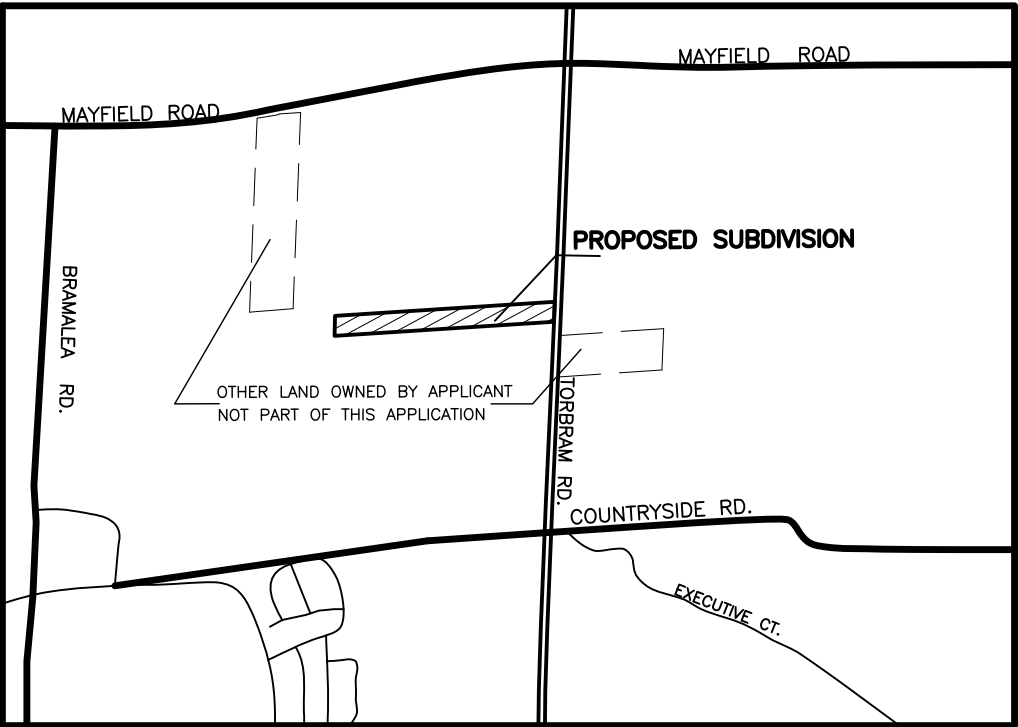 MAYFIELD ROAD
MAYFIELD ROAD
PROPOSED SUBDIVISION
BRAMALEA RD.
OTHER LAND OWNED BY APPLICANT
NOT PART OF THIS APPLICATION
TORBRAM RD.
COUNTRYSIDE RD.
EXECUTIVE CT.